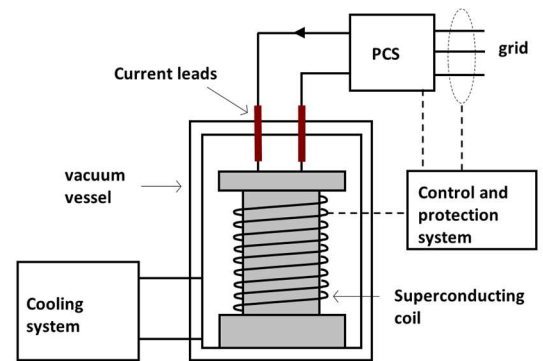 PCS
grid
Current leads
vacuum
vessel
Control and
protection
system
Cooling
system
Superconducting
coil